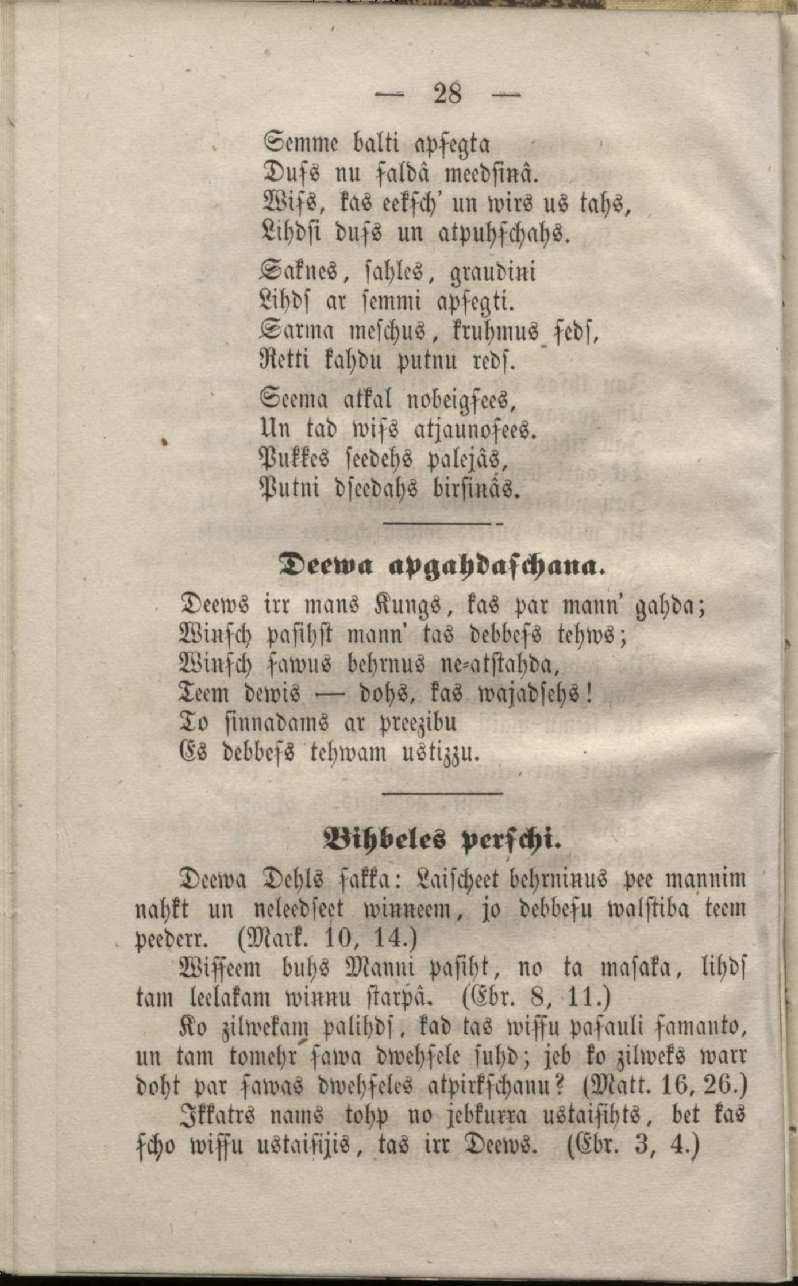 — 28 —
Semme balti apsegta
Duss nu saldâ meedsinâ.
Wiss, kas eeksch' un wirs us tahs,
Lihdsi duss un atpuhschahs.
Saknes, sahles, graudini
Lihds ar semmi apsegti.
Sarma meschus, kruhmus seds,
Retti kahdu putnu reds.
Seema atkal nobeigsees,
Un tad wiss atjaunosees.
Pukkes seedehs palejâs,
Putni dseedahs birsinâs.
Deewa apgahdaschana.
Deews irr mans Kungs, kas par mann' gahda;
Winsch pasihst mann' tas debbess tehws;
Winsch sawus behrnus ne-atstahda,
Teem dewis — dohs, kas wajadsehs!
To sinnadams ar preezibu
Es debbess tehwam ustizzu.
Bihbeles perschi.
Deewa Dehls sakka: Laischeet behrninus pee mannim
nahkt un neleedseet winneem, jo debbesu walstiba teem
peederr. (Mark. 10, 14.)
Wisseem buhs Manni pasiht, no ta masaka, lihds
tam leelakam winnu starpâ. (Ebr. 8, 11.)
Ko zilwekam palihds, kad tas wissu pasauli samanto,
un tam tomehr sawa dwehsele suhd; jeb ko zilweks warr
doht par sawas dwehseles atpirkschanu? (Matt. 16, 26.)
Ikkatrs nams tohp no jebkurra ustaisihts, bet kas
scho wissu ustaisijis, tas irr Deews. (Ebr. 3, 4.)